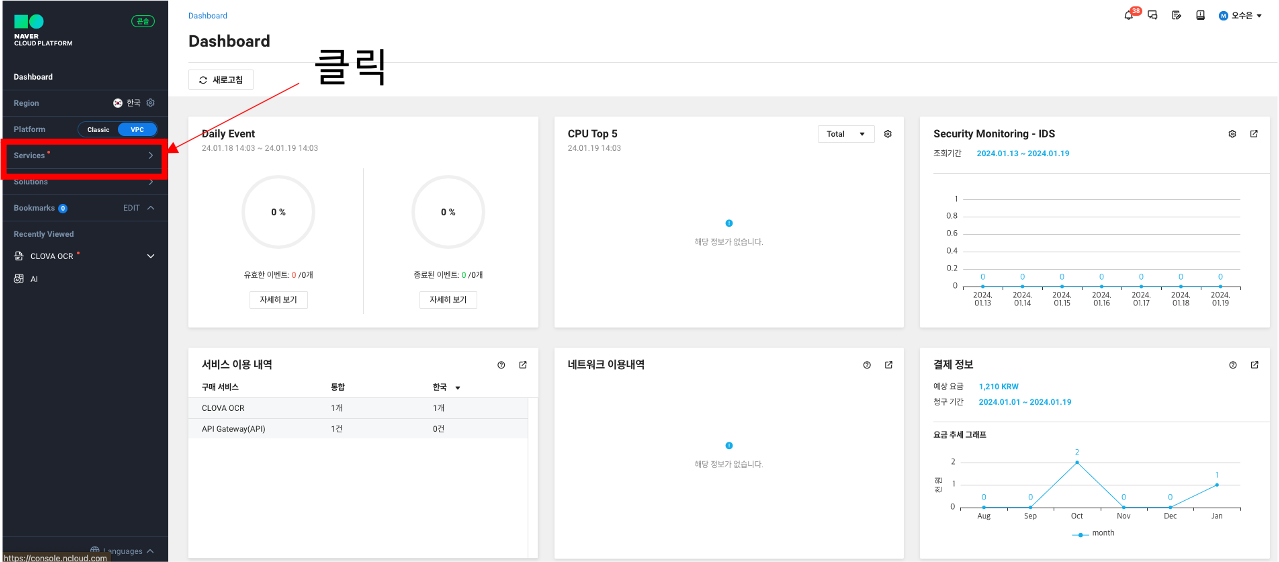 NAVER
CLOUD PLATFORM
콘솔
Dashboard
Region 한국
Platform Classic VPC
Services
Solutions
Bookmarks 0 EDIT
Recently Viewed
CLOVA OCR
AI
Languages
https://console.ncloud.com
Dashboard
38
M 오수은
Dashboard
새로고침
클릭
Daily Event
24.01.18 14:03 ~ 24.01.19 14:03
0 %
0 %
유효한 이벤트: 0 /0개
종료된 이벤트: 0 /0개
자세히 보기
자세히 보기
CPU Top 5
Total
24.01.19 14:03
해당 정보가 없습니다.
Security Monitoring - IDS
조회기간 2024.01.13 ~ 2024.01.19
1
0.8
0.6
0.4
0.2
0
0 0 0 0 0 0 0
2024. 2024. 2024. 2024. 2024. 2024. 2024.
01.13 01.14 01.15 01.16 01.17 01.18 01.19
서비스 이용 내역
구매 서비스 통합 한국
CLOVA OCR 1개 1개
API Gateway(API) 1건 0건
네트워크 이용내역
해당 정보가 없습니다.
결제 정보
예상 요금 1,210 KRW
청구 기간 2024.01.01 ~ 2024.01.19
요금 추세 그래프
2
1
0
0 0 2 0 0 1
Aug Sep Oct Nov Dec Jan
month